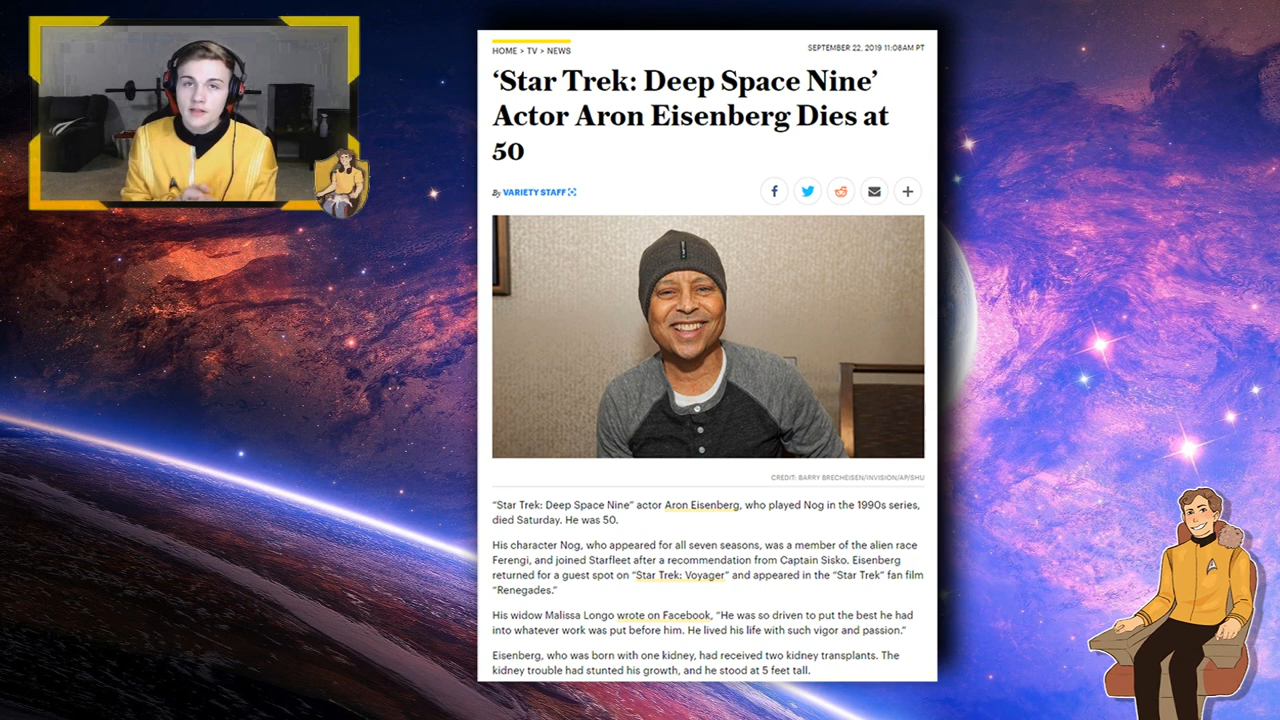 HOME > TV > NEWS
SEPTEMBER 22, 2019 11:08AM PT
‘Star Trek: Deep Space Nine’
Actor Aron Eisenberg Dies at
50
By VARIETY STAFF
CREDIT: BARRY BRECHEISEN/INVISION/AP/SHU
“Star Trek: Deep Space Nine” actor Aron Eisenberg, who played Nog in the 1990s series,
died Saturday. He was 50.
His character Nog, who appeared for all seven seasons, was a member of the alien race
Ferengi, and joined Starfleet after a recommendation from Captain Sisko. Eisenberg
returned for a guest spot on “Star Trek: Voyager” and appeared in the “Star Trek” fan film
“Renegades.”
His widow Malissa Longo wrote on Facebook, “He was so driven to put the best he had
into whatever work was put before him. He lived his life with such vigor and passion.”
Eisenberg, who was born with one kidney, had received two kidney transplants. The
kidney trouble had stunted his growth, and he stood at 5 feet tall.